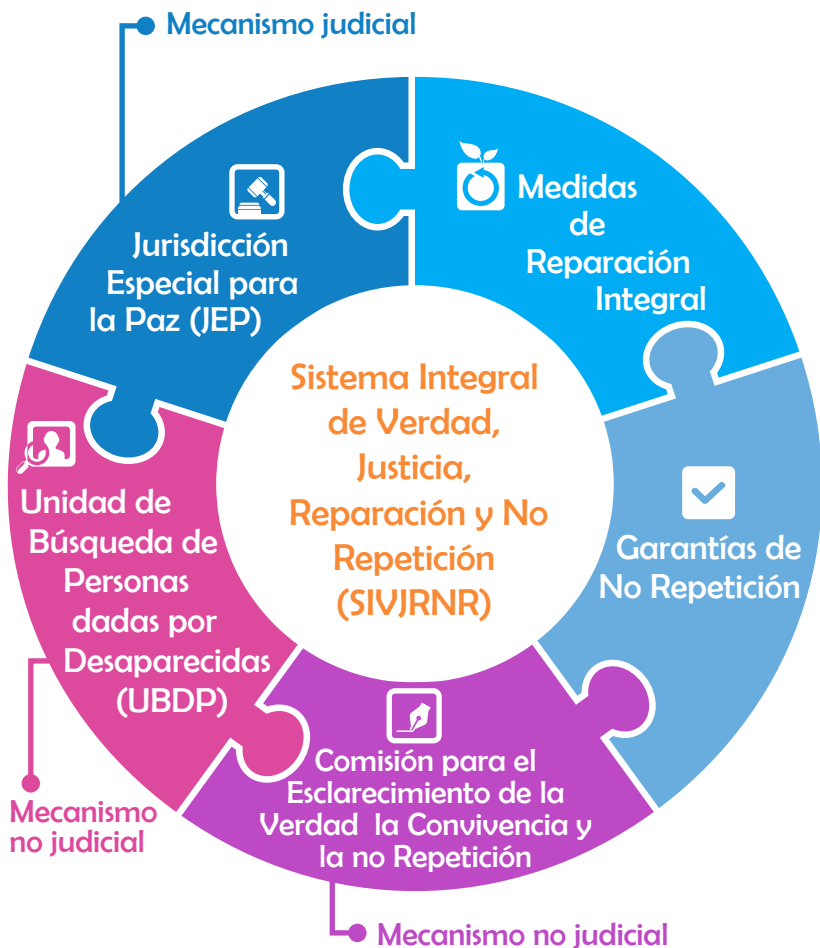 Mecanismo judicial
Jurisdicción
Especial para
la Paz (JEP)
Medidas
de
Reparación
Integral
Sistema Integral
de Verdad,
Justicia,
Reparación y No
Repetición
(SIVJRNR)
Garantías de
No Repetición
Unidad de
Búsqueda de
Personas
dadas por
Desaparecidas
(UBDP)
Comisión para el
Esclarecimiento de la
Verdad la Convivencia y
la no Repetición
Mecanismo
no judicial
Mecanismo no judicial